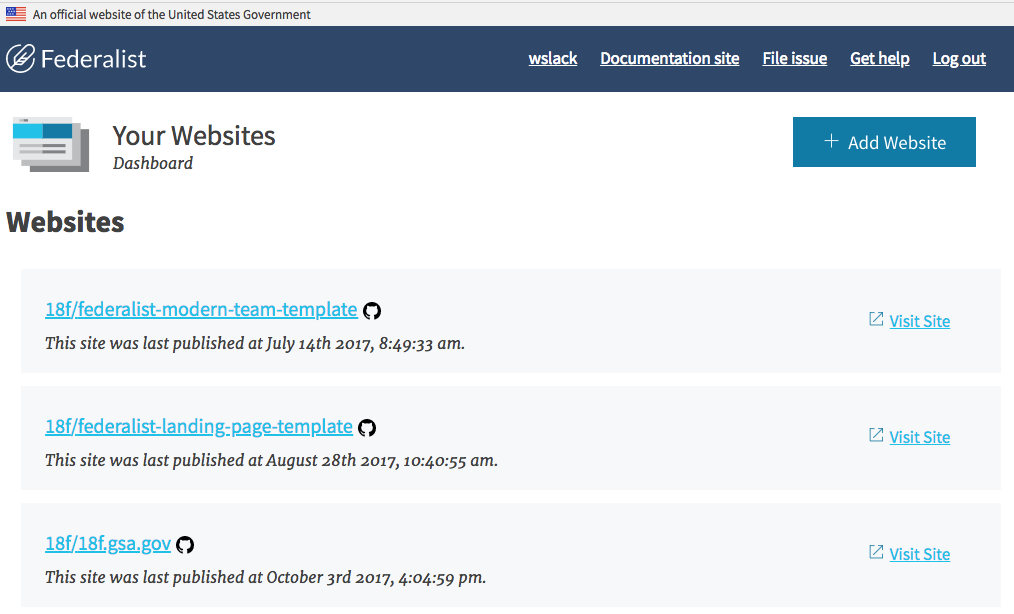 An official website of the United States Government
Federalist
wslack Documentation site File issue Get help Log out
Your Websites
Dashboard
+ Add Website
Websites
18f/federalist-modern-team-template
This site was last published at July 14th 2017, 8:49:33 am.
Visit Site
18f/federalist-landing-page-template
This site was last published at August 28th 2017, 10:40:55 am.
Visit Site
18f/18f.gsa.gov
This site was last published at October 3rd 2017, 4:04:59 pm.
Visit Site